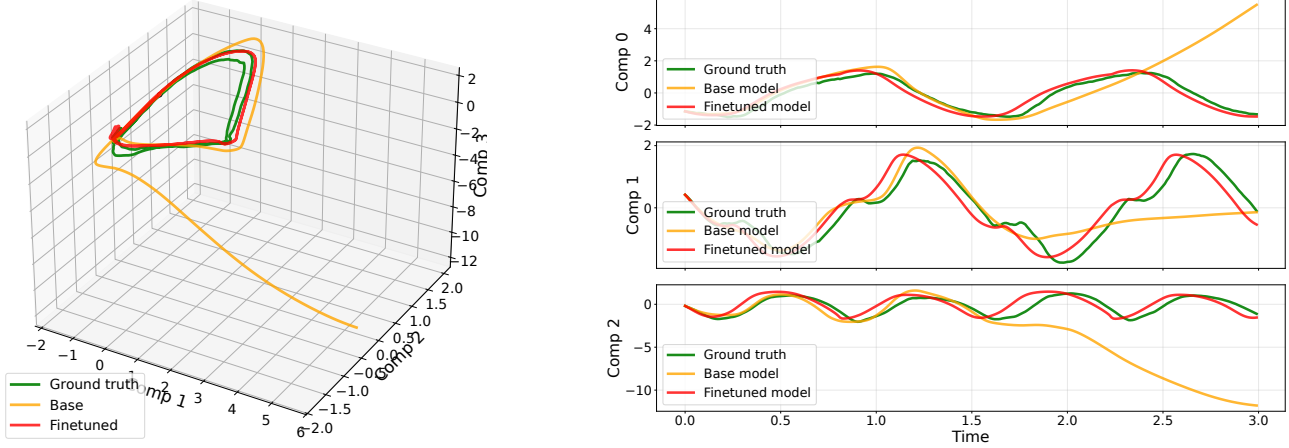 2
0
−2
−4
−6
−8
−10
−12
Comp 3
2.0
1.5
1.0
0.5
0.0
−0.5
−1.0
−1.5
−2.0
Comp 2
−2
−1
0
1
2
3
4
5
6
omp 1
Ground truth
Base
Finetuned
4
2
0
−2
Comp 0
Ground truth
Base model
Finetuned model
2
0
Comp 1
Ground truth
Base model
Finetuned model
0
−5
−10
Comp 2
Ground truth
Base model
Finetuned model
0.0 0.5 1.0 1.5 2.0 2.5 3.0
Time